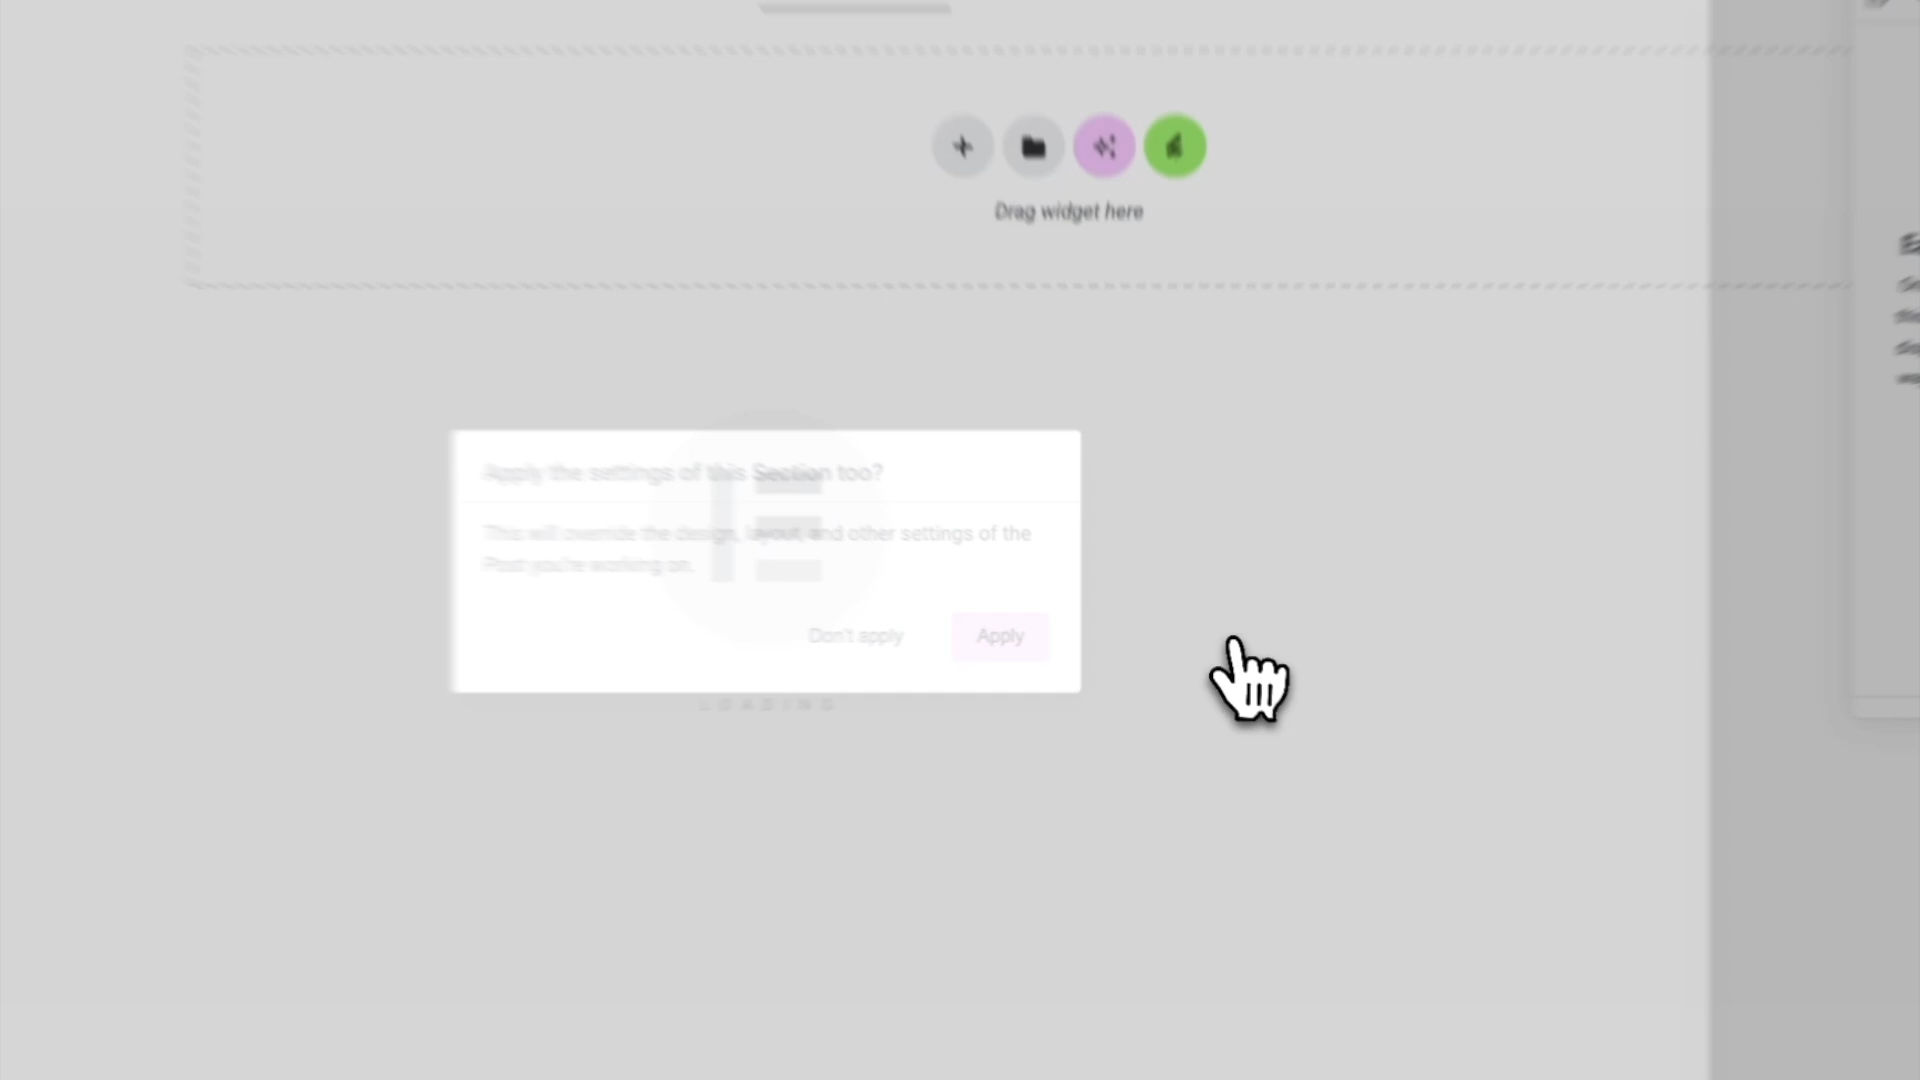 Drag widget here
Apply the settings of this Section too?
This will override the design, layout, and other settings of the
Post you're working on.
Don't apply
Apply
LOADING